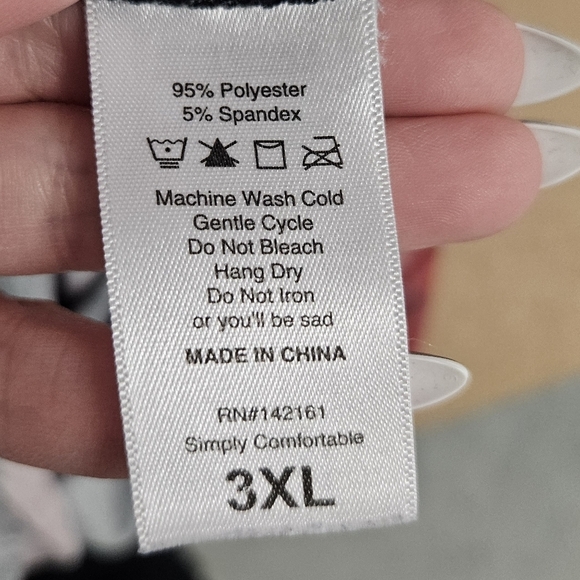 95% Polyester
5% Spandex
Machine Wash Cold
Gentle Cycle
Do Not Bleach
Hang Dry
Do Not Iron
or you'll be sad
MADE IN CHINA
RN#142161
Simply Comfortable
3XL